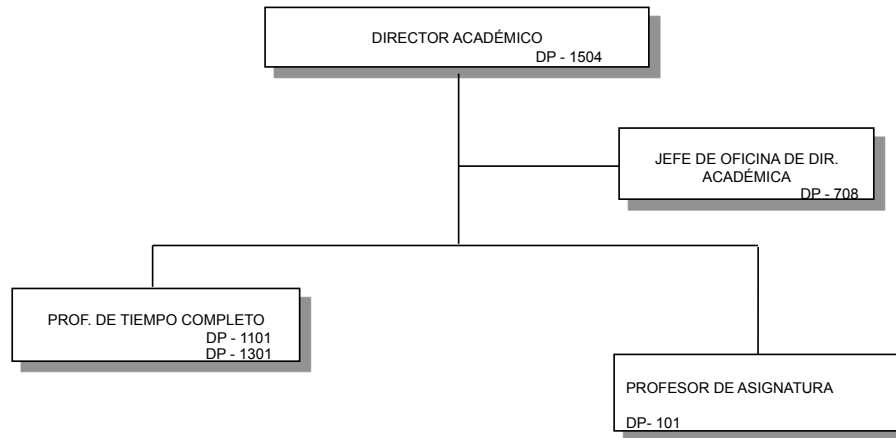 DIRECTOR ACADÉMICO
DP - 1504
JEFE DE OFICINA DE DIR.
ACADÉMICA
DP - 708
PROF. DE TIEMPO COMPLETO
DP - 1101
DP - 1301
PROFESOR DE ASIGNATURA
DP- 101